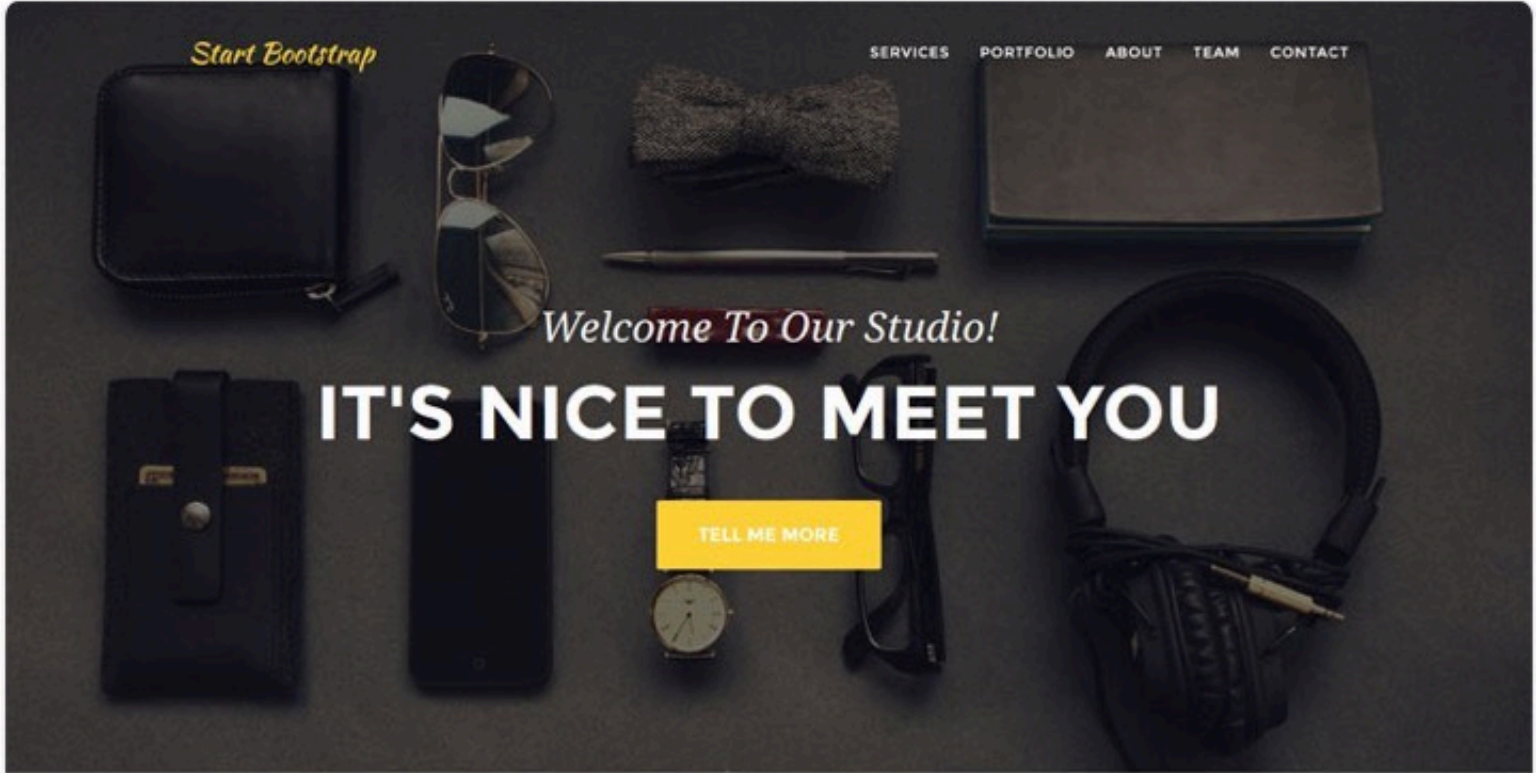 Start Bootstrap
SERVICES PORTFOLIO ABOUT TEAM CONTACT
Welcome To Our Studio!
IT'S NICE TO MEET YOU
TELL ME MORE